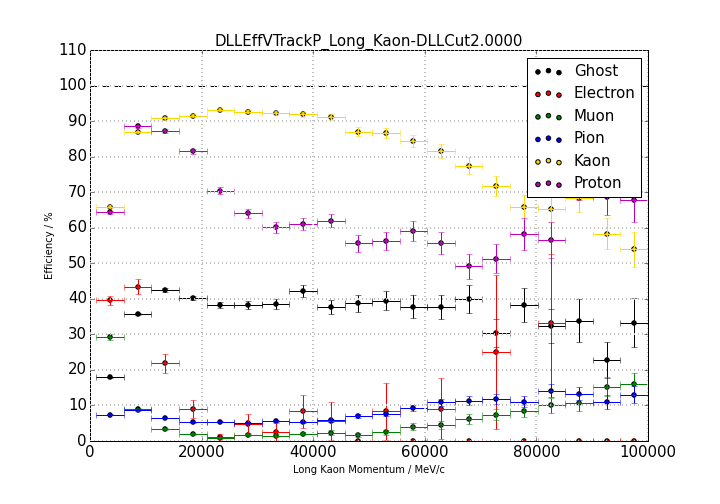 DLLEffVTrackP_Long_Kaon-DLLCut2.0000
110
100
90
80
70
60
50
40
30
20
10
0
Efficiency / %
Ghost
Electron
Muon
Pion
Kaon
Proton
0 20000 40000 60000 80000 100000
Long Kaon Momentum / MeV/c